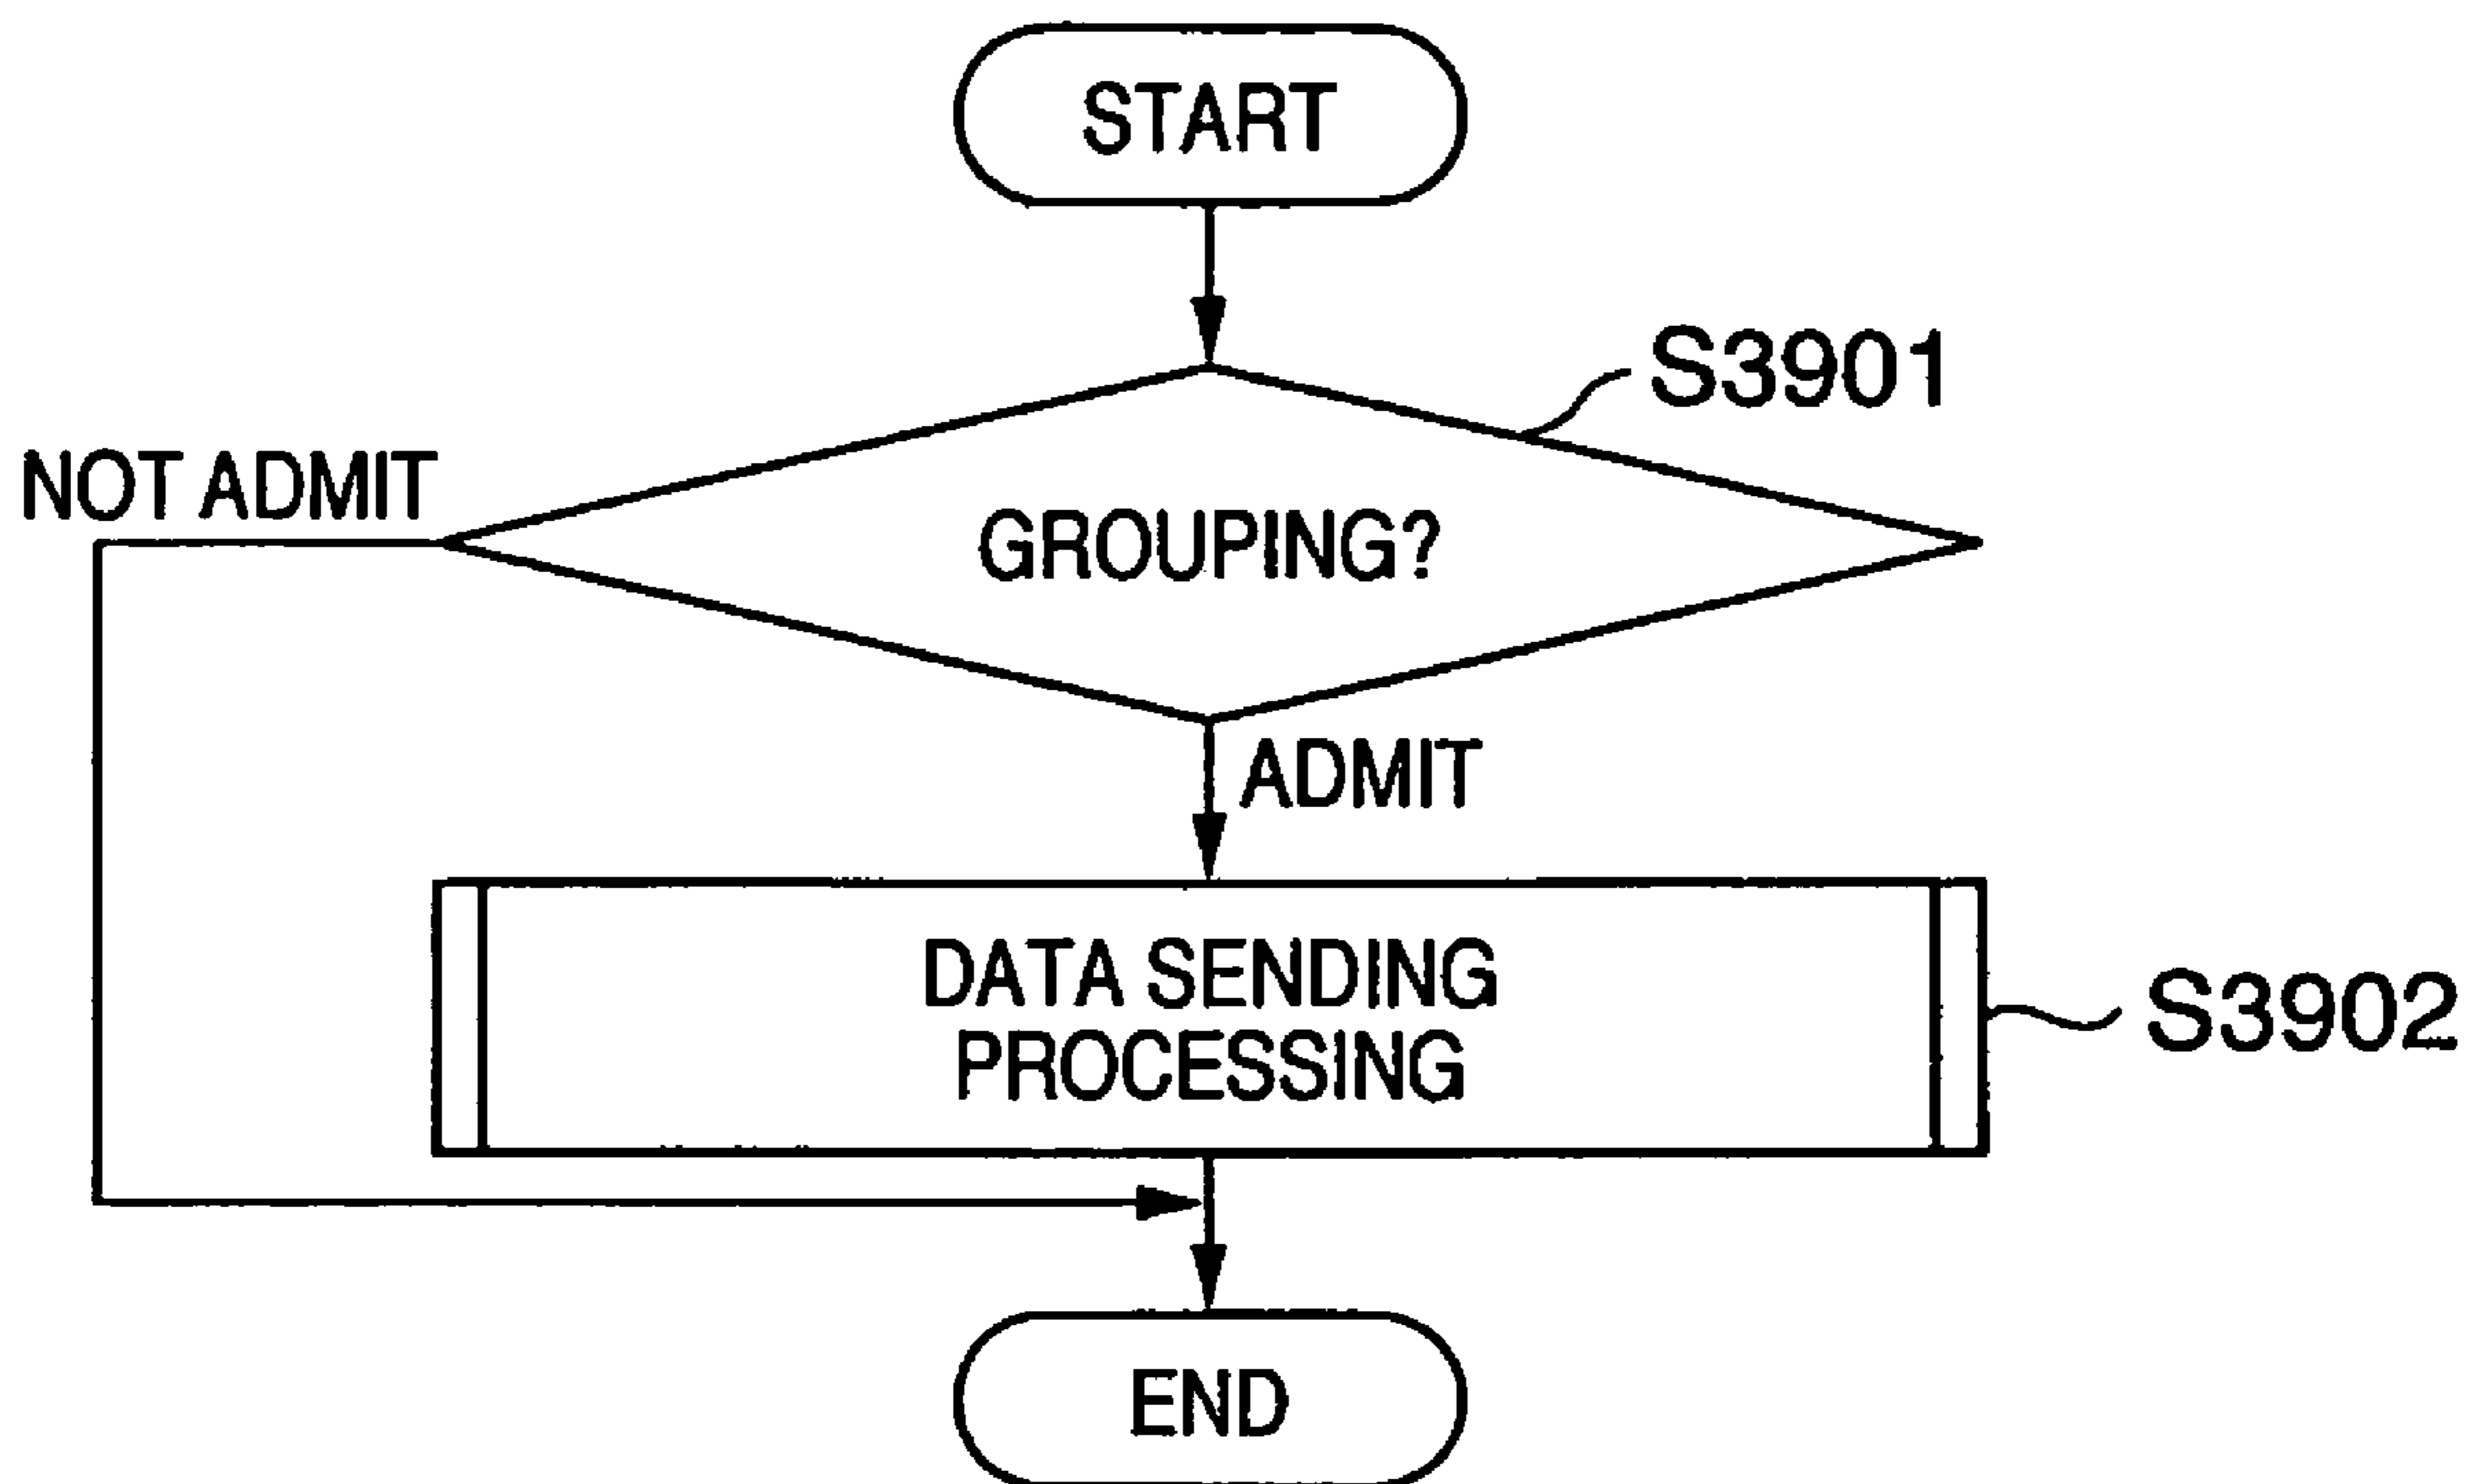 START
S3901
NOT ADMIT
GROUPING?
ADMIT
DATA SENDING
PROCESSING
S3902
END